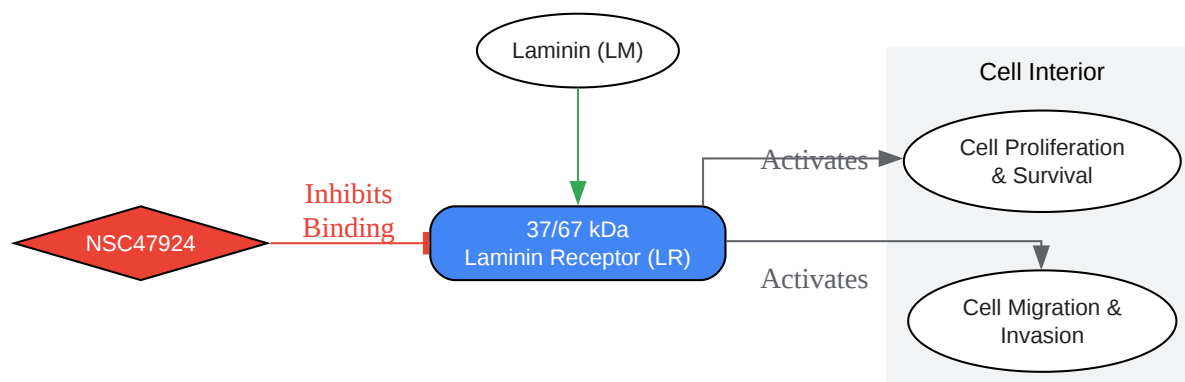 Laminin (LM)
Cell Interior
Cell Proliferation
& Survival
Activates
Inhibits
Binding
NSC47924
37/67 kDa
Laminin Receptor (LR)
Activates
Cell Migration &
Invasion